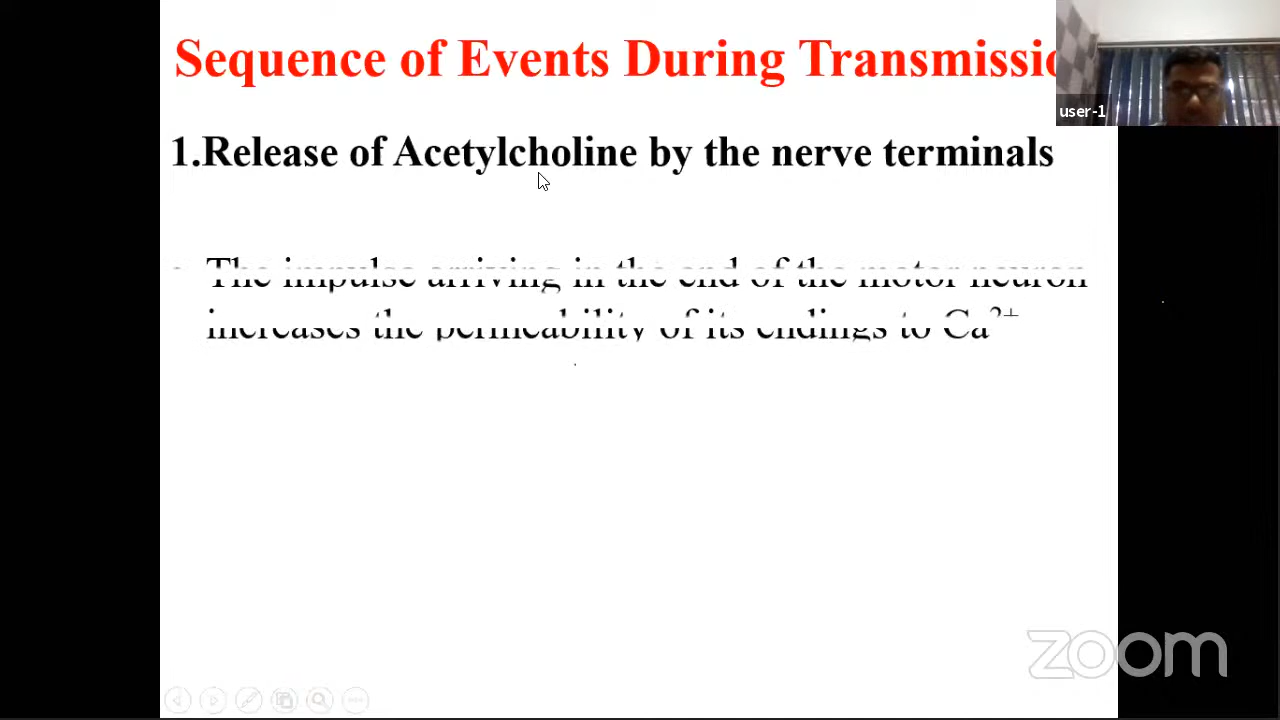 Sequence of Events During Transmissio
user-1
1.Release of Acetylcholine by the nerve terminals
The impulse arriving in the end of the motor neuron
increases the permeability of its endings to Ca²⁺
zoom